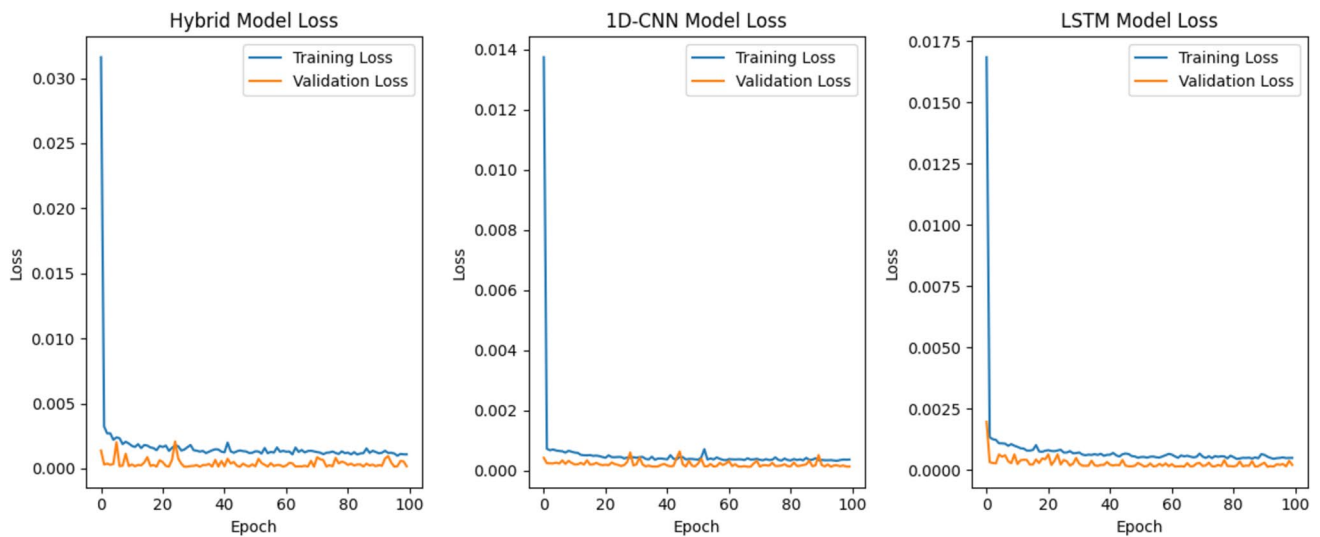 Hybrid Model Loss
Training Loss
Validation Loss
0.030
0.025
0.020
0.015
0.010
0.005
0.000
Loss
0 20 40 60 80 100
Epoch
1D-CNN Model Loss
Training Loss
Validation Loss
0.014
0.012
0.010
0.008
0.006
0.004
0.002
0.000
Loss
0 20 40 60 80 100
Epoch
LSTM Model Loss
Training Loss
Validation Loss
0.0175
0.0150
0.0125
0.0100
0.0075
0.0050
0.0025
0.0000
Loss
0 20 40 60 80 100
Epoch